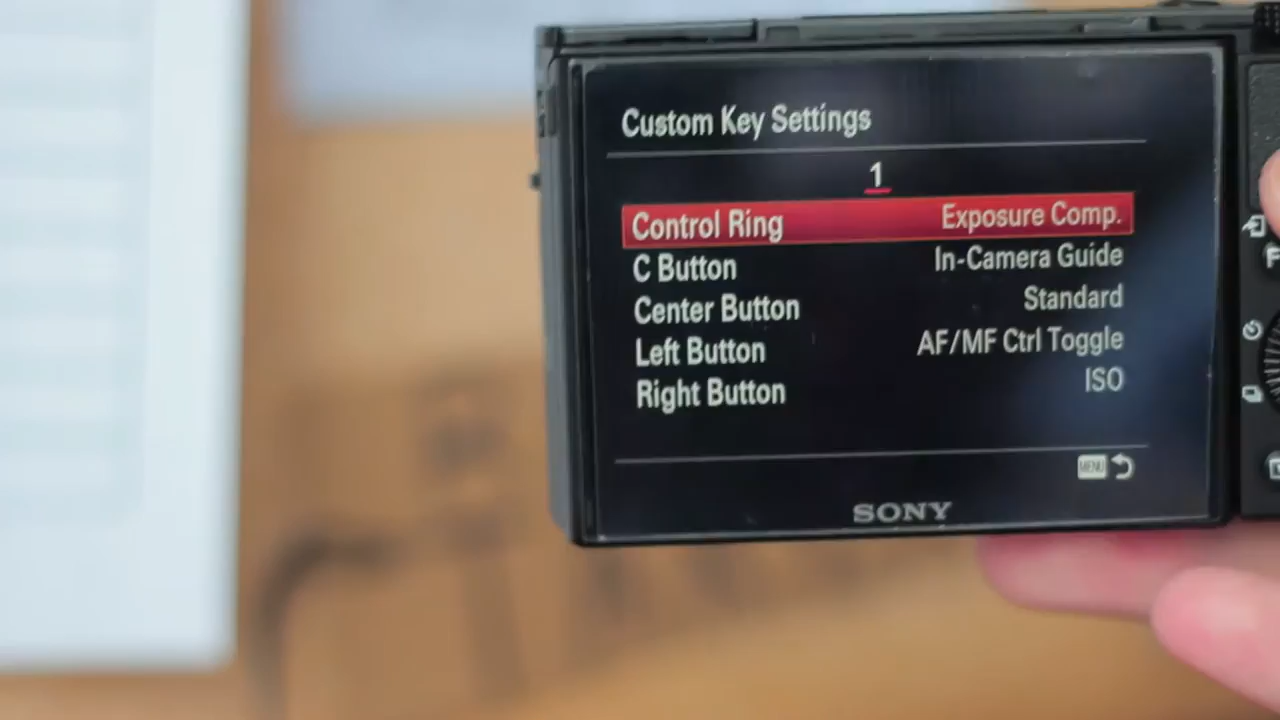 Custom Key Settings
1
Control Ring Exposure Comp.
C Button In-Camera Guide
Center Button Standard
Left Button AF/MF Ctrl Toggle
Right Button ISO
MENU
SONY
F